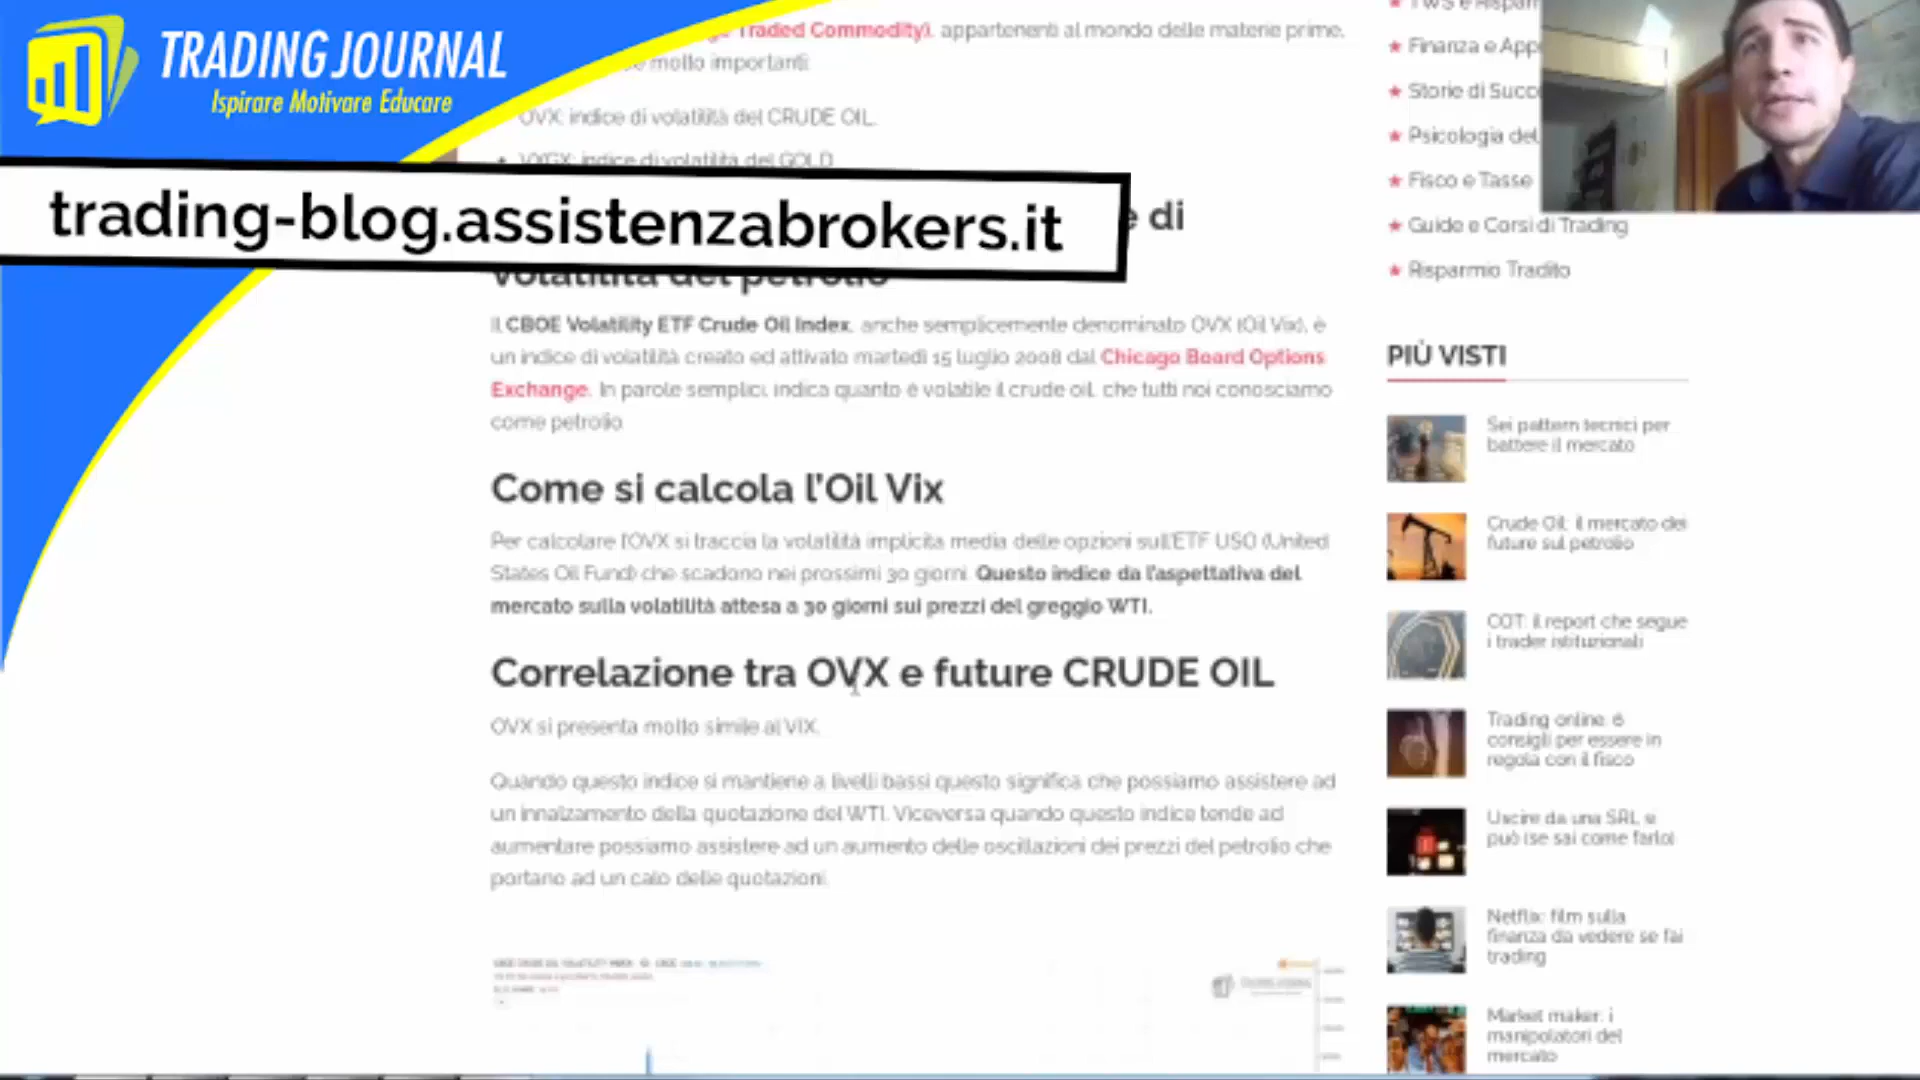 TRADING JOURNAL
Ispirare Motivare Educare
trading-blog.assistenzabrokers.it
Traded Commodity), appartenenti al mondo delle materie prime.
molto importanti:
OVX: indice di volatilità del CRUDE OIL.
VXGX: indice di volatilità del GOLD
e di
volatilità del petrolio
Il CBOE Volatility ETF Crude Oil Index, anche semplicemente denominato OVX (Oil Vix), è
un indice di volatilità creato ed attivato martedì 15 luglio 2008 dal Chicago Board Options
Exchange. In parole semplici, indica quanto è volatile il crude oil, che tutti noi conosciamo
come petrolio.
Come si calcola l'Oil Vix
Per calcolare l'OVX si traccia la volatilità implicita media delle opzioni sull'ETF USO (United
States Oil Fund) che scadono nei prossimi 30 giorni. Questo indice da l'aspettativa del
mercato sulla volatilità attesa a 30 giorni sui prezzi del greggio WTI.
Correlazione tra OVX e future CRUDE OIL
OVX si presenta molto simile al VIX.
Quando questo indice si mantiene a livelli bassi questo significa che possiamo assistere ad
un innalzamento della quotazione del WTI. Viceversa quando questo indice tende ad
aumentare possiamo assistere ad un aumento delle oscillazioni dei prezzi del petrolio che
portano ad un calo delle quotazioni.
TWS e Rispar
Finanza e App
Storie di Succ
Psicologia del
Fisco e Tasse
Guide e Corsi di Trading
Risparmio Tradito
PIÙ VISTI
Sei pattern tecnici per
battere il mercato
Crude Oil: il mercato dei
future sul petrolio
COT: il report che segue
i trader istituzionali
Trading online: 6
consigli per essere in
regola con il fisco
Uscire da una SRL si
può (se sai come farlo)
Netflix: film sulla
finanza da vedere se fai
trading
Market maker: i
manipolatori del
mercato